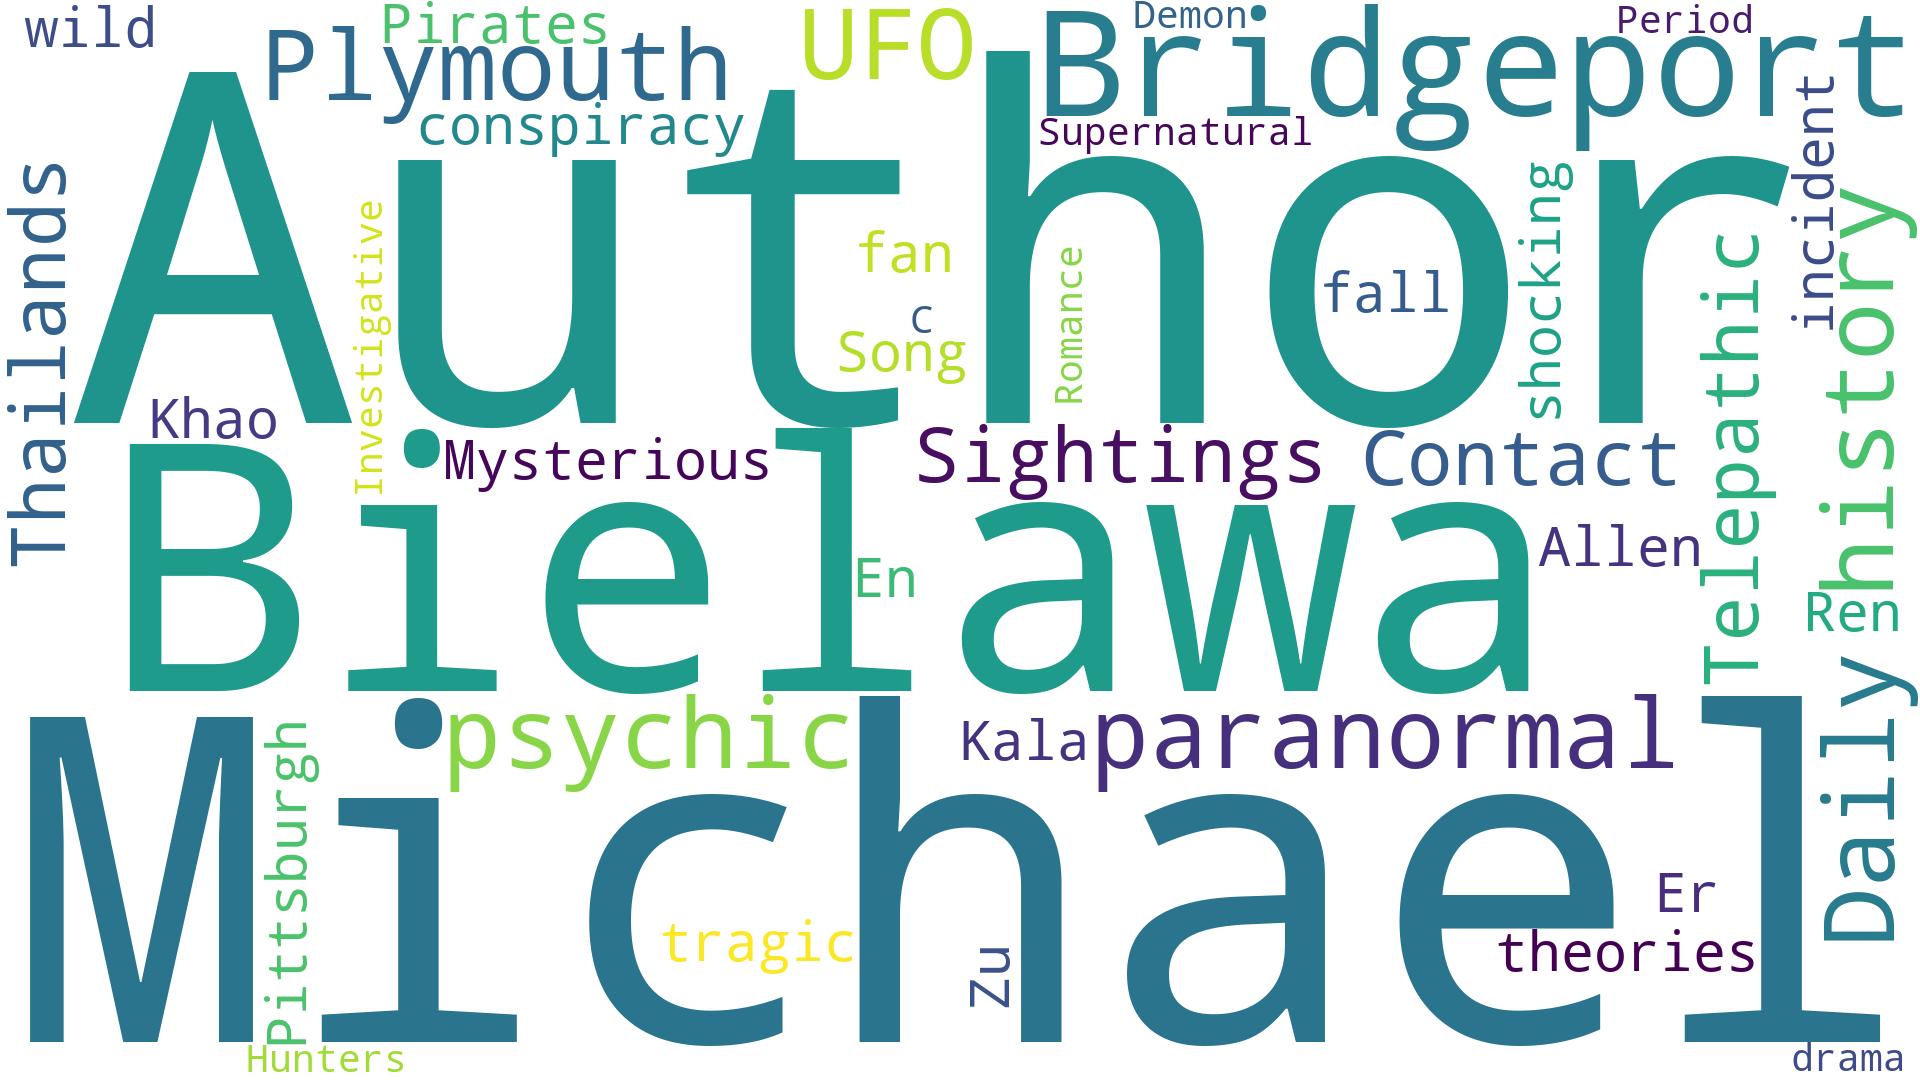 wild
Pirates
Plymouth
UFO
Demon
Bridgeport
Period
conspiracy
Supernatural
Author
Thailands
Investigative
fan
C
Song
Romance
fall
shocking
incident
history
Telepathic
Khao
Mysterious
Sightings
Contact
Bielawa
En
Allen
Ren
psychic
Kala
paranormal
Daily
Michael
Pittsburgh
tragic
Zu
Er
theories
Hunters
drama